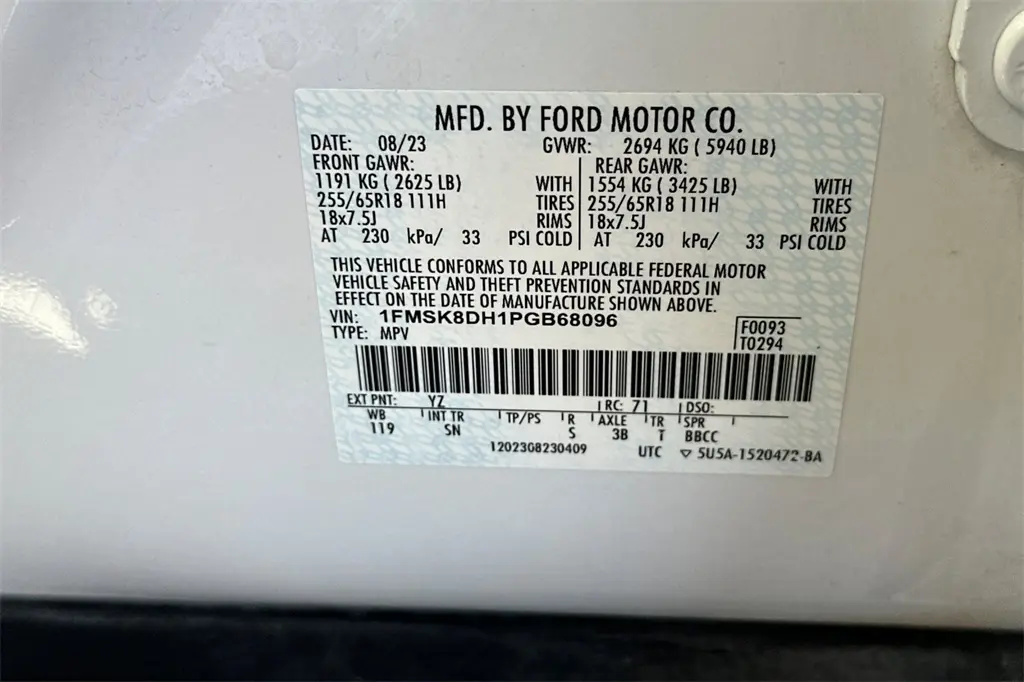 MFD. BY FORD MOTOR CO.
DATE: 08/23 GVWR: 2694 KG ( 5940 LB)
FRONT GAWR: REAR GAWR:
1191 KG ( 2625 LB) WITH 1554 KG ( 3425 LB) WITH
255/65R18 111H TIRES 255/65R18 111H TIRES
18x7.5J RIMS 18x7.5J RIMS
AT 230 kPa/ 33 PSI COLD AT 230 kPa/ 33 PSI COLD
THIS VEHICLE CONFORMS TO ALL APPLICABLE FEDERAL MOTOR
VEHICLE SAFETY AND THEFT PREVENTION STANDARDS IN
EFFECT ON THE DATE OF MANUFACTURE SHOWN ABOVE.
VIN: 1FMSK8DH1PGB68096
TYPE: MPV
F0093
T0294
EXT PNT: YZ RC: 71 DSO:
WB INT TR TP/PS R AXLE TR SPR
119 SN S 3B T BBCC
1202308230409 UTC ▽ 5U5A-1520472-BA